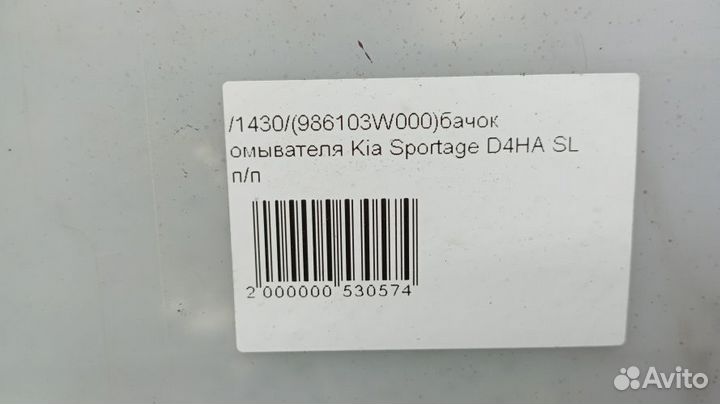 /1430/(986103W000)бачок
омывателя Kia Sportage D4HA SL
п/п
2 000000 530574
Avito